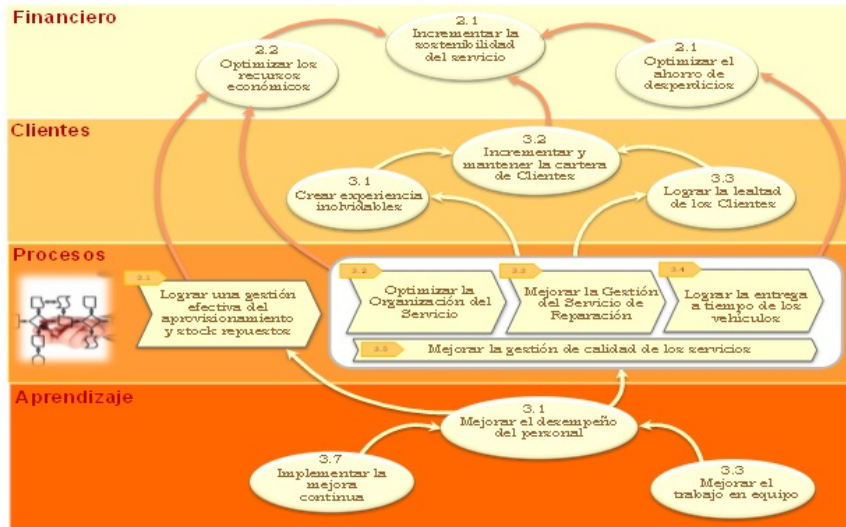 Financiero
2.1
Incrementar la
sostenibilidad
del servicio
2.2
Optimizar los
recursos
económicos
2.1
Optimizar el
ahorro de
desperdicios
Clientes
3.2
Incrementar y
mantener la cartera
de Clientes
3.1
Crear experiencia
inolvidables
3.3
Lograr la lealtad
de los Clientes
Procesos
2.1
Lograr una gestión
efectiva del
aprovisionamiento
y stock repuestos
3.2
Optimizar la
Organización del
Servicio
3.3
Mejorar la Gestión
del Servicio de
Reparación
3.4
Lograr la entrega
a tiempo de los
vehículos
3.5
Mejorar la gestión de calidad de los servicios
Aprendizaje
3.1
Mejorar el desempeño
del personal
3.7
Implementar la
mejora
continua
3.3
Mejorar el
trabajo en equipo